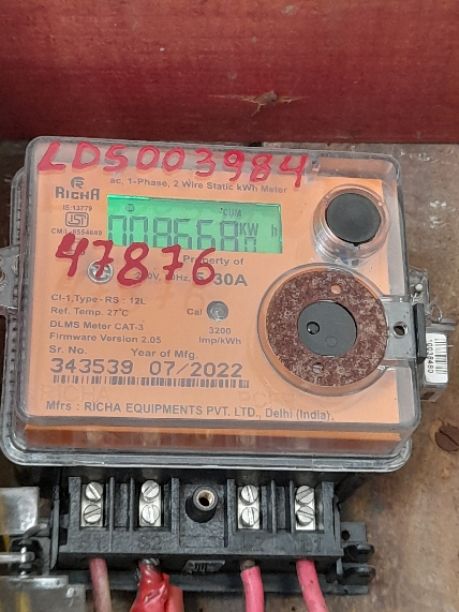 LDS003984
RICHA
ac, 1-Phase, 2 Wire Static kWh Meter
IS 13779
CUM
KW h
47876
Property of
30A
Cl-1,Type - RS : 12L
Cal
Ref. Temp. 27°C
3200
DLMS Meter CAT-3
imp/kWh
Firmware Version 2.05
Sr. No. Year of Mfg.
343539 07/2022
Mfrs : RICHA EQUIPMENTS PVT. LTD., Delhi (India).